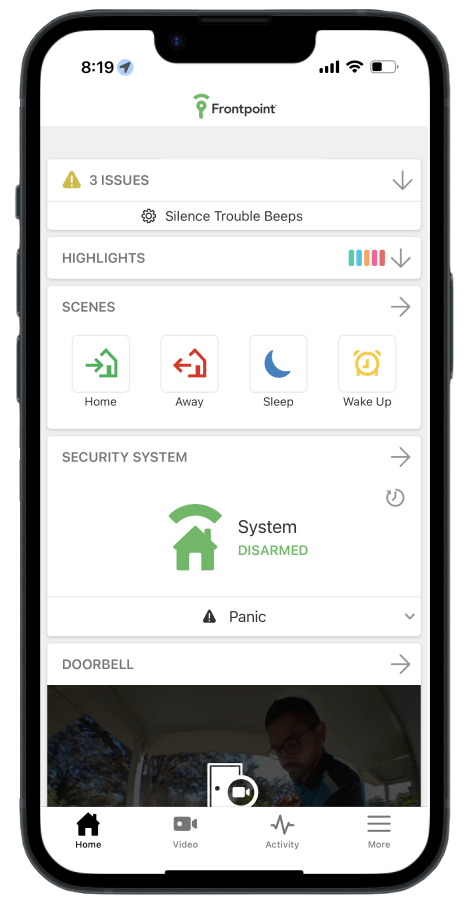 8:19
Frontpoint
3 ISSUES
Silence Trouble Beeps
HIGHLIGHTS
SCENES
Home
Away
Sleep
Wake Up
SECURITY SYSTEM
System
DISARMED
Panic
DOORBELL
Home
Video
Activity
More